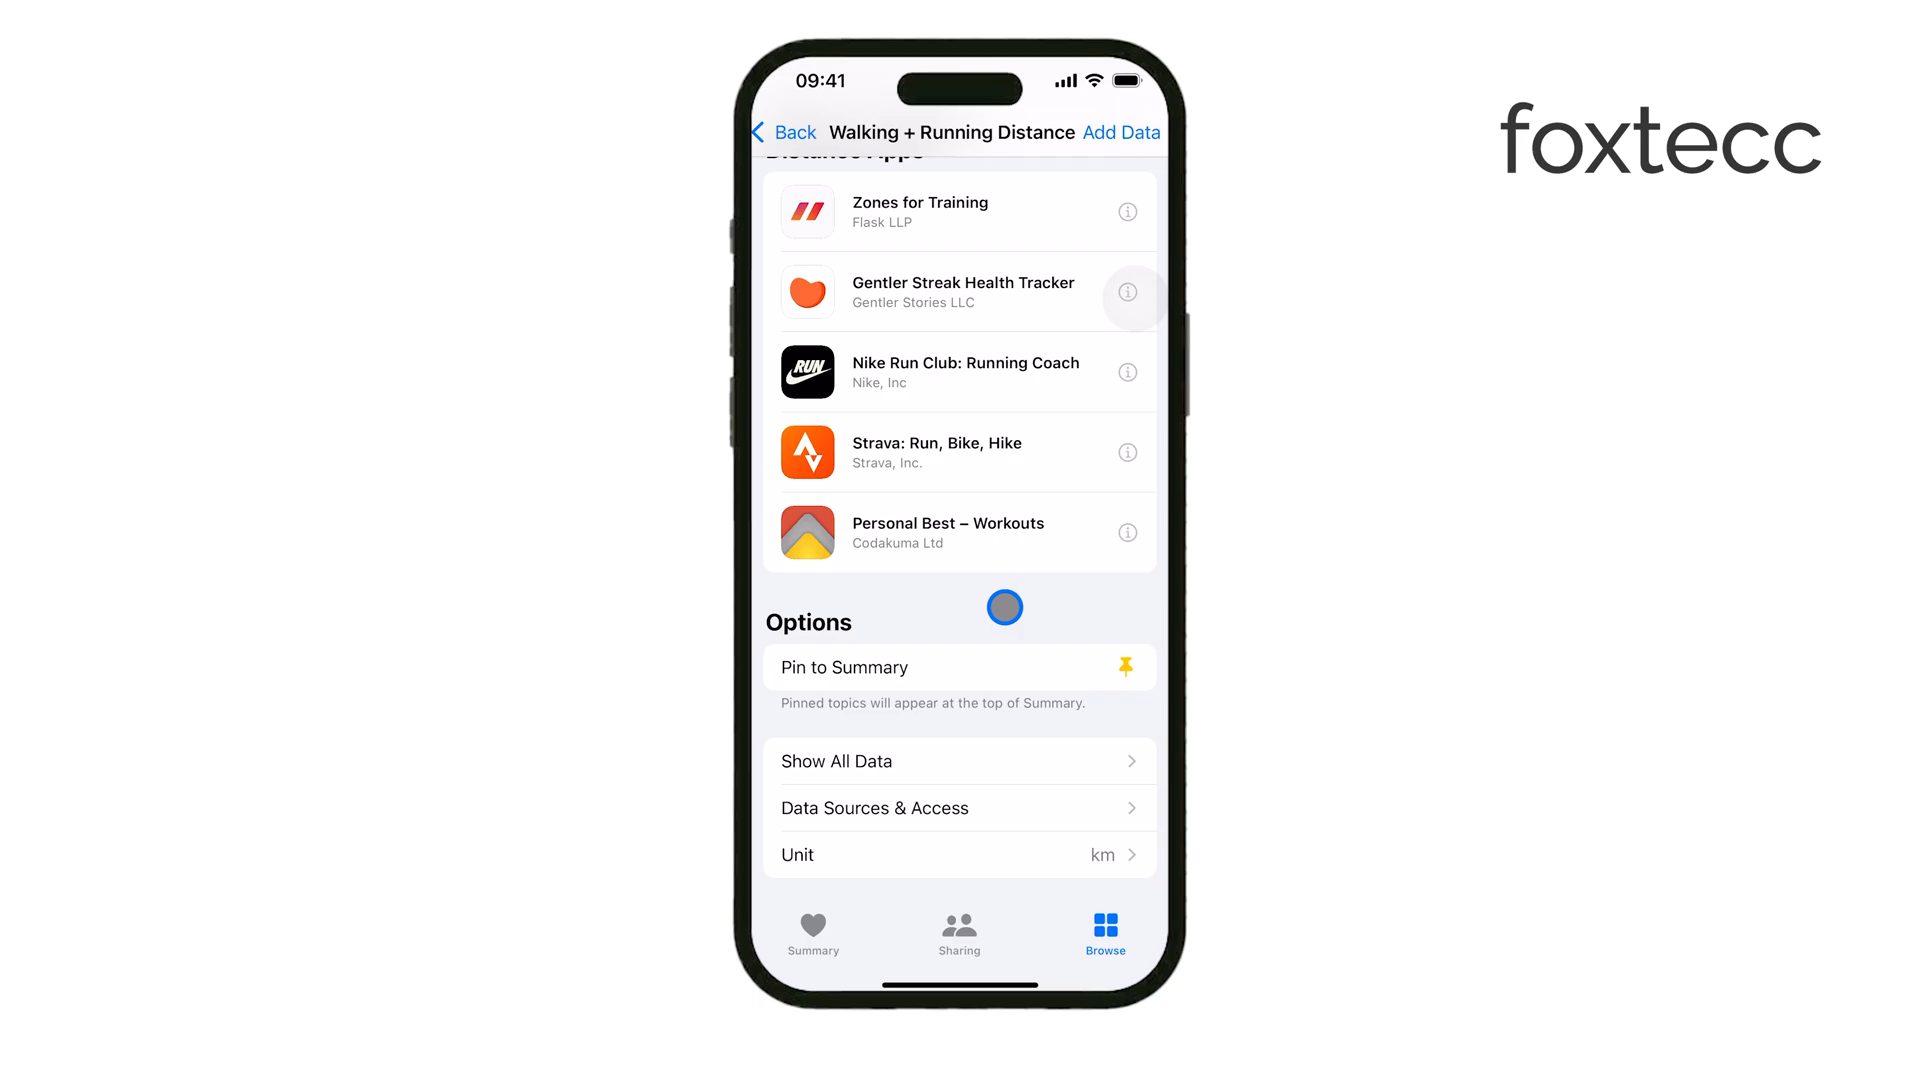 09:41
foxtecc
Back Walking + Running Distance Add Data
Distance Apps
Zones for Training
Flask LLP
Gentler Streak Health Tracker
Gentler Stories LLC
RUN
Nike Run Club: Running Coach
Nike, Inc
Strava: Run, Bike, Hike
Strava, Inc.
Personal Best – Workouts
Codakuma Ltd
Options
Pin to Summary
Pinned topics will appear at the top of Summary.
Show All Data
Data Sources & Access
Unit km
Summary Sharing Browse